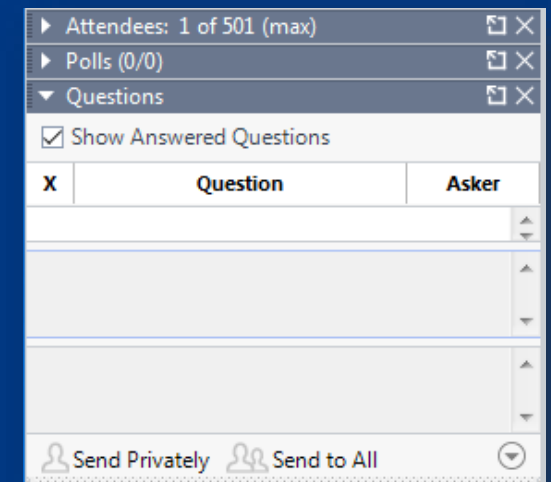 Attendees: 1 of 501 (max)
Polls (0/0)
Questions
Show Answered Questions
X Question Asker
Send Privately Send to All